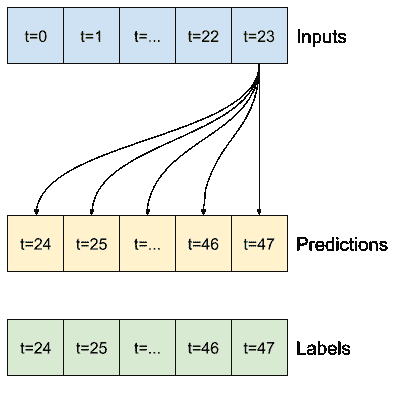 t=0 t=1 t=... t=22 t=23 Inputs
t=24 t=25 t=... t=46 t=47 Predictions
t=24 t=25 t=... t=46 t=47 Labels